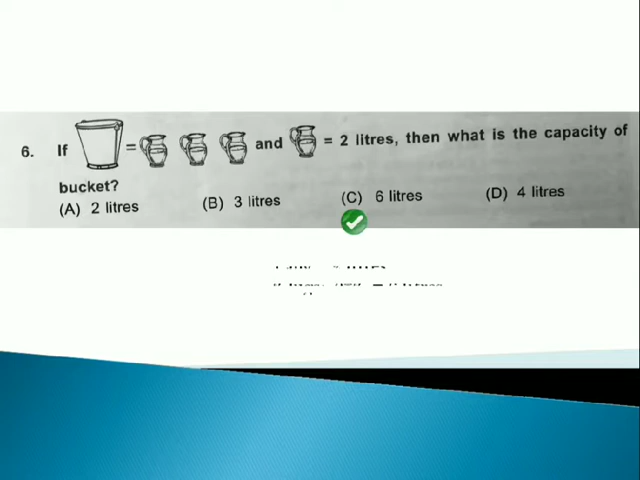 6. If = and = 2 litres, then what is the capacity of
bucket?
(A) 2 litres (B) 3 litres (C) 6 litres (D) 4 litres